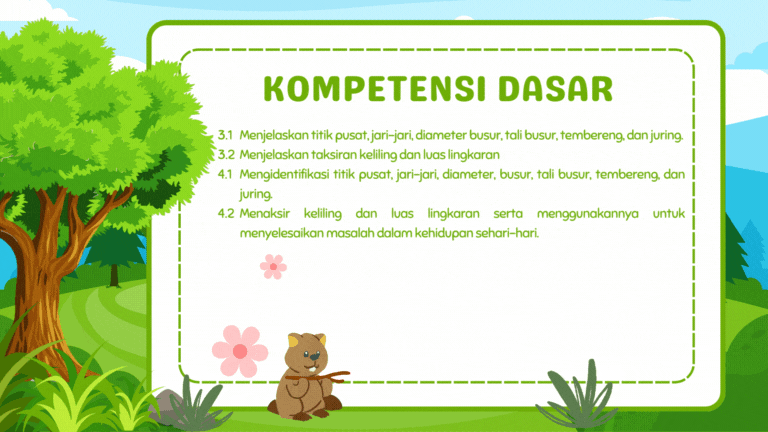 KOMPETENSI DASAR
3.1 Menjelaskan titik pusat, jari-jari, diameter busur, tali busur, tembereng, dan juring.
3.2 Menjelaskan taksiran keliling dan luas lingkaran
4.1 Mengidentifikasi titik pusat, jari-jari, diameter, busur, tali busur, tembereng, dan
juring.
4.2 Menaksir keliling dan luas lingkaran serta menggunakannya untuk
menyelesaikan masalah dalam kehidupan sehari-hari.